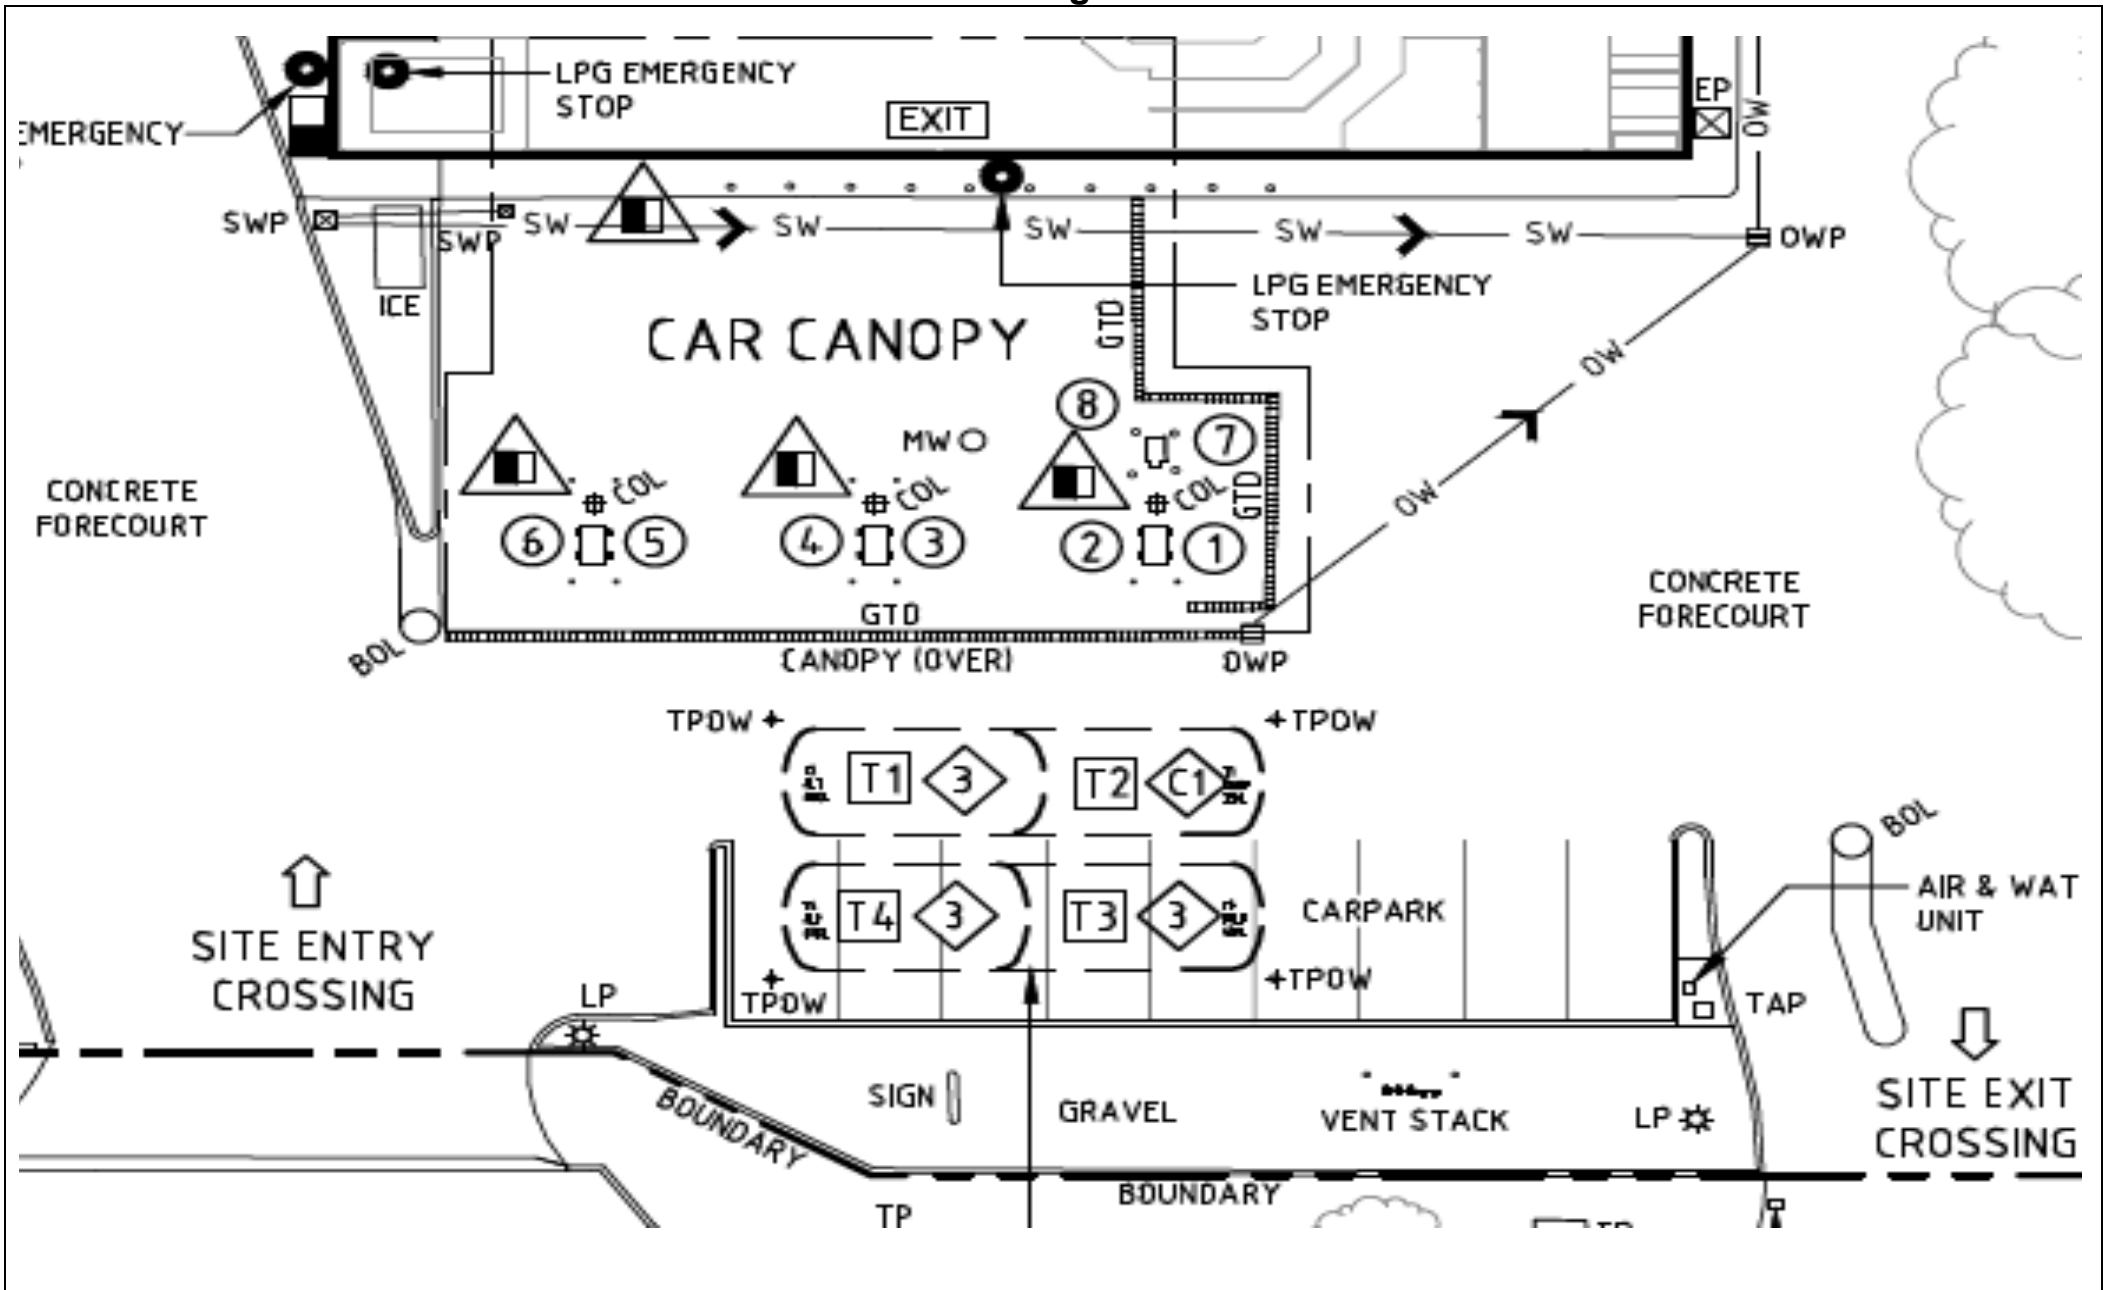 LPG EMERGENCY
STOP
EMERGENCY
EXIT
EP
OW
SWP
SWP
SW
SW
SW
SW
SW
OWP
ICE
LPG EMERGENCY
STOP
GTD
CAR CANOPY
OW
8
MW
7
COL
COL
COL
GTD
OW
CONCRETE
FORECOURT
6
5
4
3
2
1
CONCRETE
FORECOURT
GTD
BOL
CANOPY (OVER)
OWP
TPOW
TPOW
T1
3
T2
C1
BOL
AIR & WAT
UNIT
T4
3
T3
3
CARPARK
SITE ENTRY
CROSSING
LP
TPOW
TPOW
TAP
SIGN
GRAVEL
VENT STACK
LP
SITE EXIT
CROSSING
BOUNDARY
BOUNDARY
TP